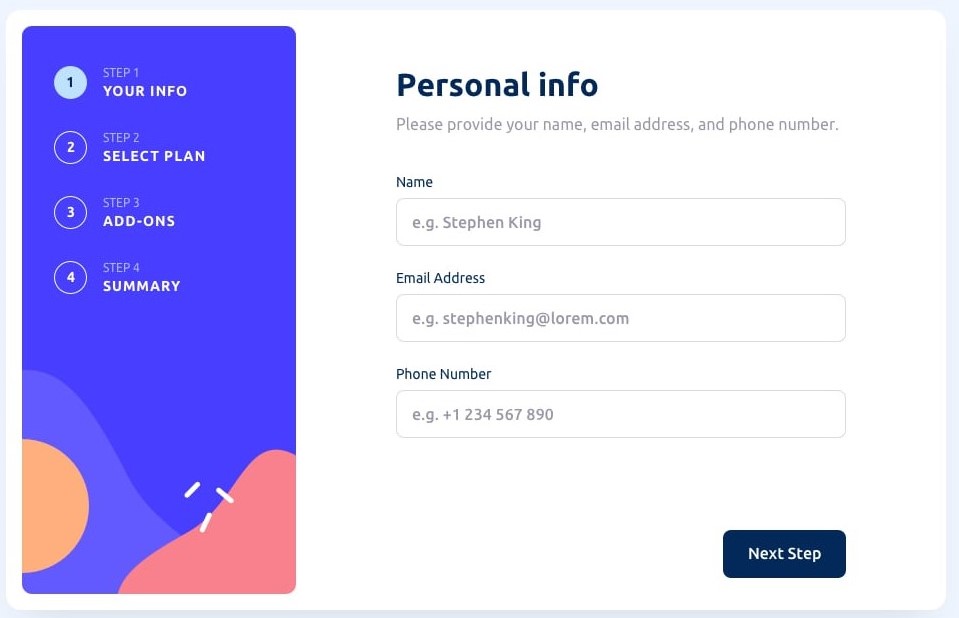 1
STEP 1
YOUR INFO
2
STEP 2
SELECT PLAN
3
STEP 3
ADD-ONS
4
STEP 4
SUMMARY
Personal info
Please provide your name, email address, and phone number.
Name
e.g. Stephen King
Email Address
e.g. stephenking@lorem.com
Phone Number
e.g. +1 234 567 890
Next Step